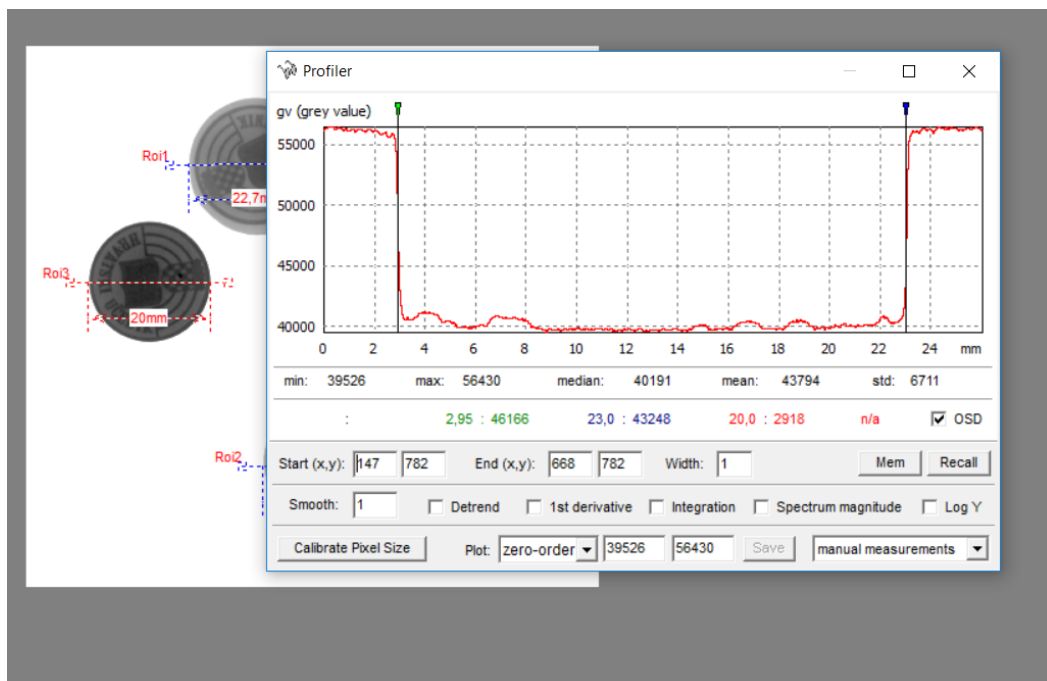 Profiler
gv (grey value)
55000
50000
45000
40000
0 2 4 6 8 10 12 14 16 18 20 22 24 mm
min: 39526 max: 56430 median: 40191 mean: 43794 std: 6711
: 2,95 : 46166 23,0 : 43248 20,0 : 2918 n/a OSD
Start (x,y): 147 782 End (x,y): 668 782 Width: 1 Mem Recall
Smooth: 1 Detrend 1st derivative Integration Spectrum magnitude Log Y
Calibrate Pixel Size Plot: zero-order 39526 56430 Save manual measurements
Roi1
22,7m
Roi3
20mm
Roi2